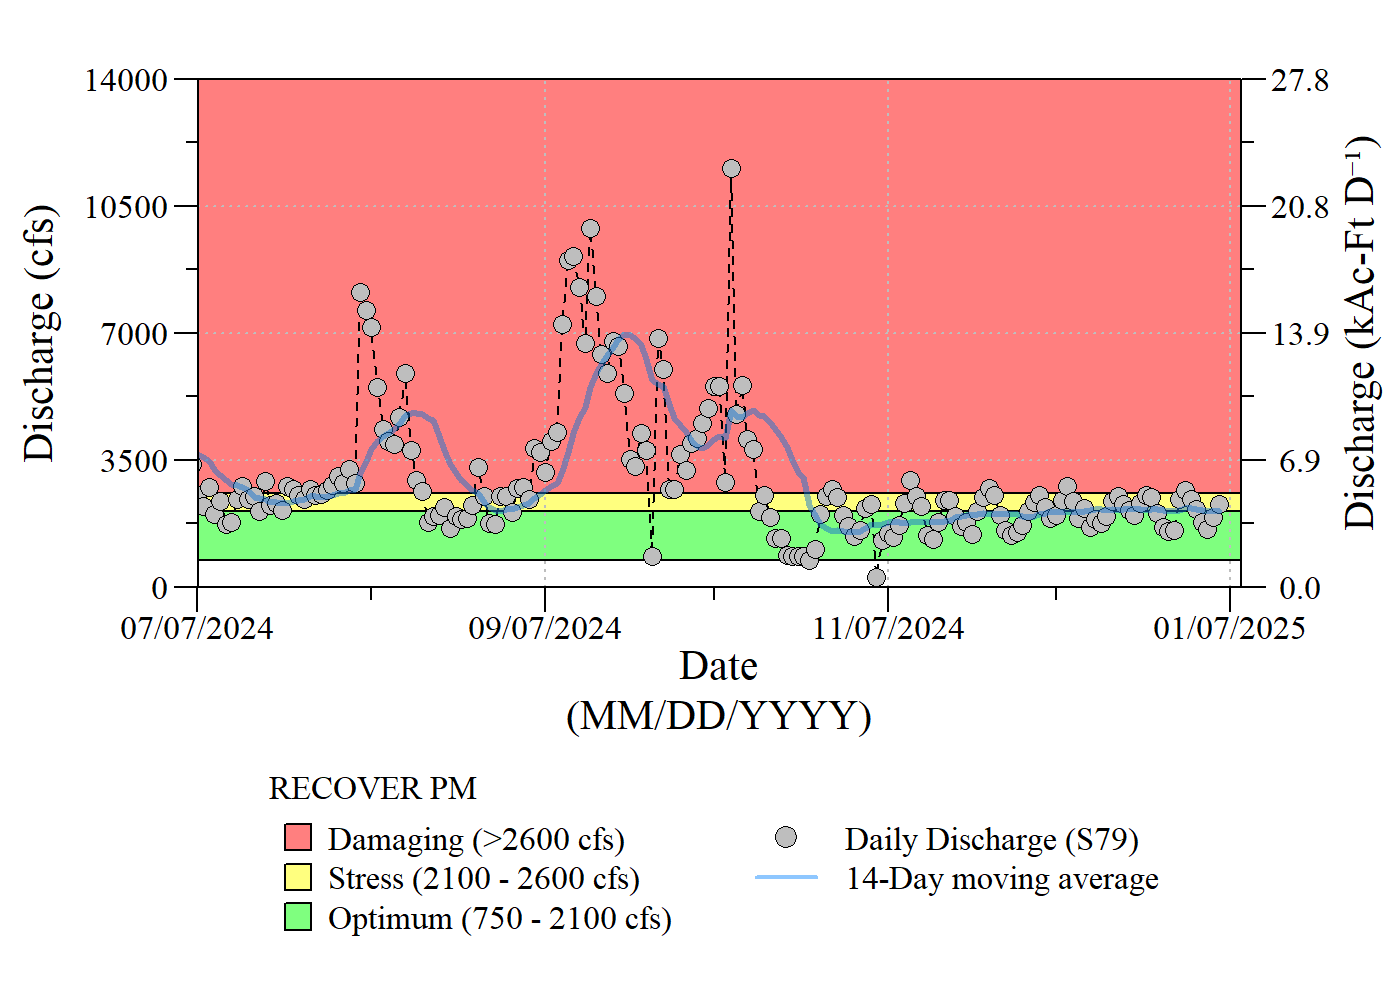 14000
10500
7000
3500
0
Discharge (cfs)
27.8
20.8
13.9
6.9
0.0
Discharge (kAc-Ft D⁻¹)
07/07/2024
09/07/2024
11/07/2024
01/07/2025
Date
(MM/DD/YYYY)
RECOVER PM
Damaging (>2600 cfs)
Stress (2100 - 2600 cfs)
Optimum (750 - 2100 cfs)
Daily Discharge (S79)
14-Day moving average